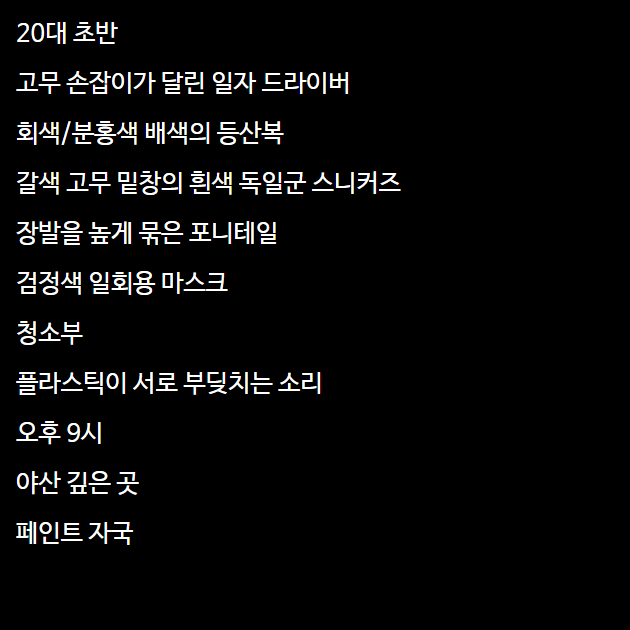 20대 초반
고무 손잡이가 달린 일자 드라이버
회색/분홍색 배색의 등산복
갈색 고무 밑창의 흰색 독일군 스니커즈
장발을 높게 묶은 포니테일
검정색 일회용 마스크
청소부
플라스틱이 서로 부딪치는 소리
오후 9시
야산 깊은 곳
페인트 자국